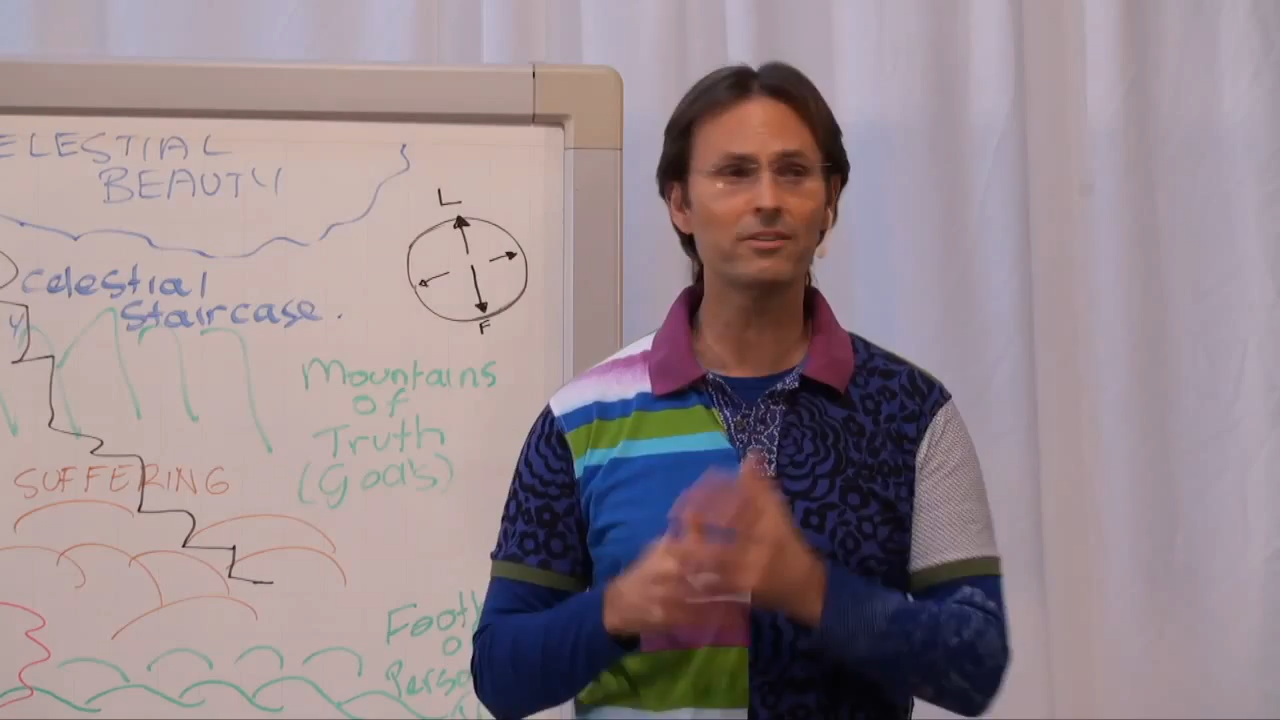 ELESTIAL
BEAUTY
L
Celestial
Staircase.
F
Mountains
of
Truth
(God's)
SUFFERING